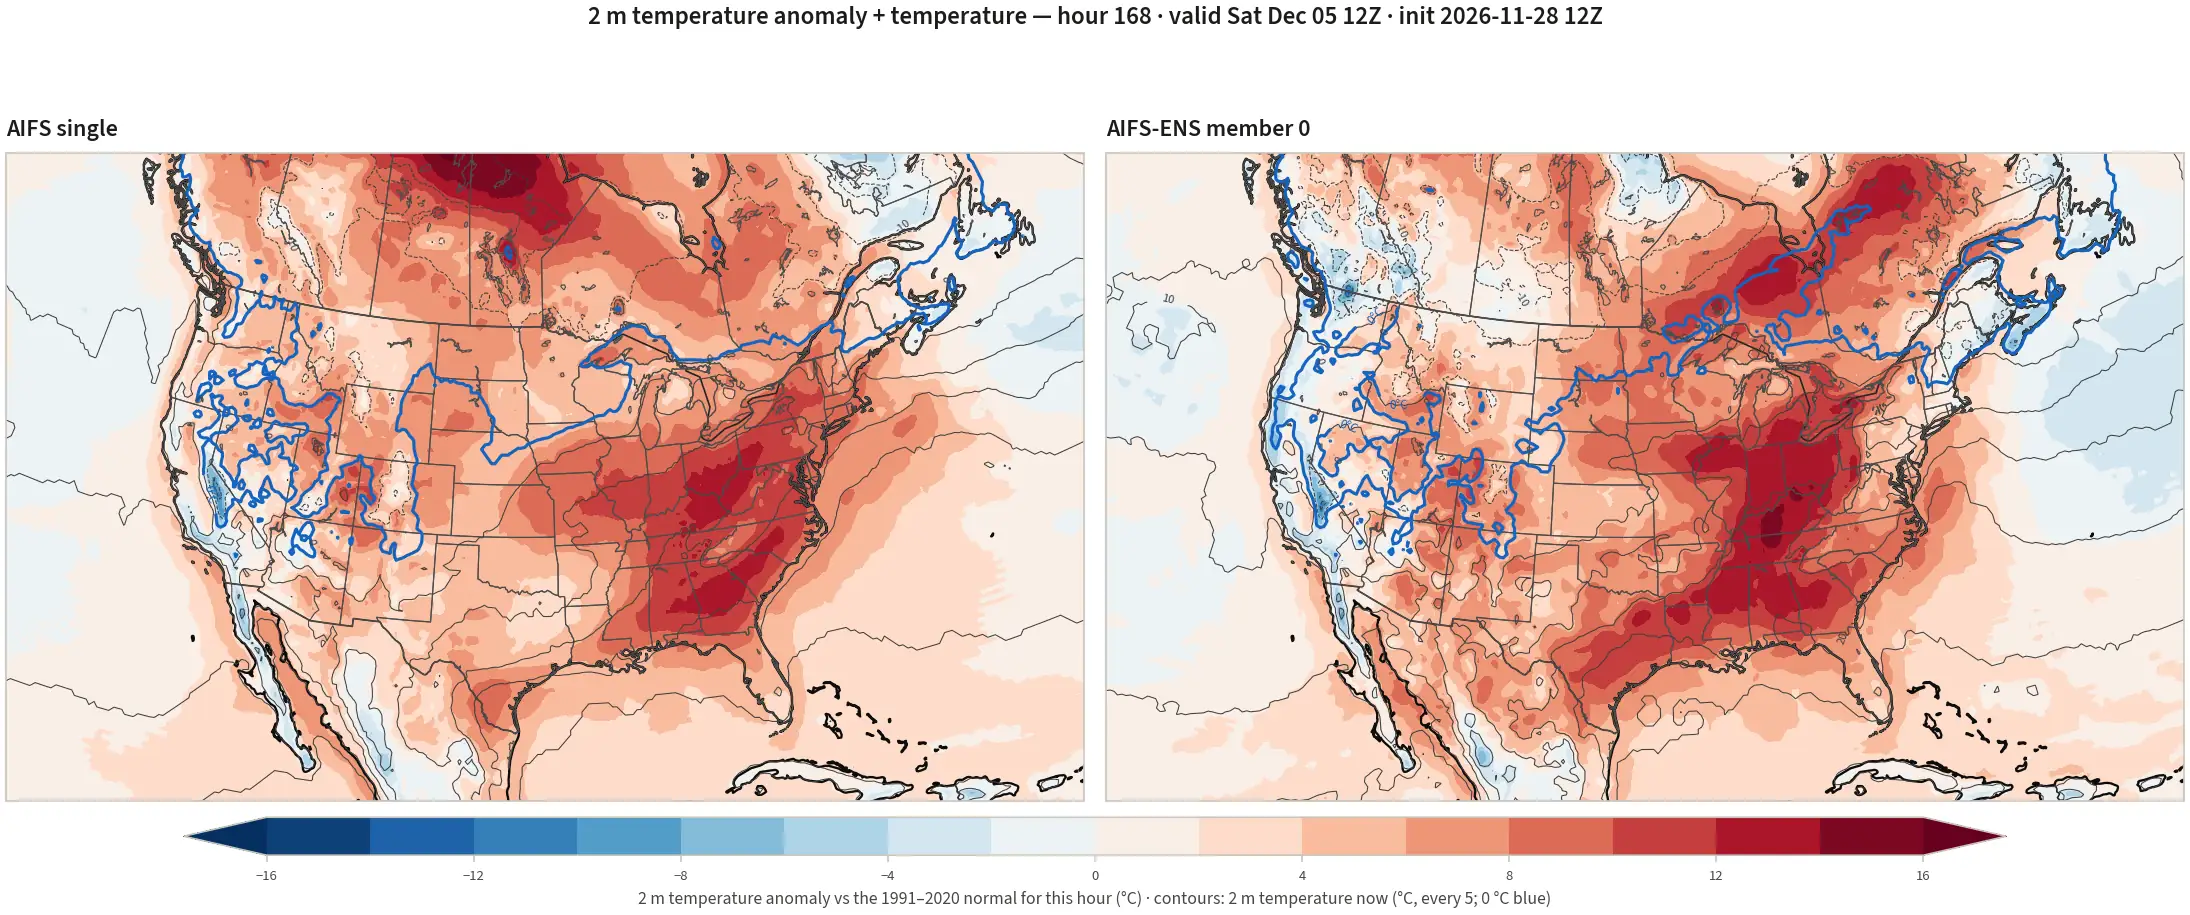 2 m temperature anomaly + temperature — hour 168 · valid Sat Dec 05 12Z · init 2026-11-28 12Z
AIFS single
AIFS-ENS member 0
10
-10
-16
-12
-8
-4
0
4
8
12
16
2 m temperature anomaly vs the 1991–2020 normal for this hour (°C) · contours: 2 m temperature now (°C, every 5; 0 °C blue)